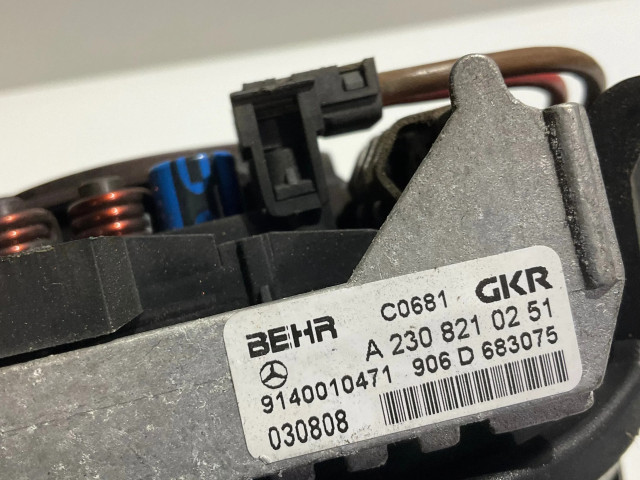 BEHR C0681 GKR
A 230 821 02 51
9140010471 906 D 683075
030808